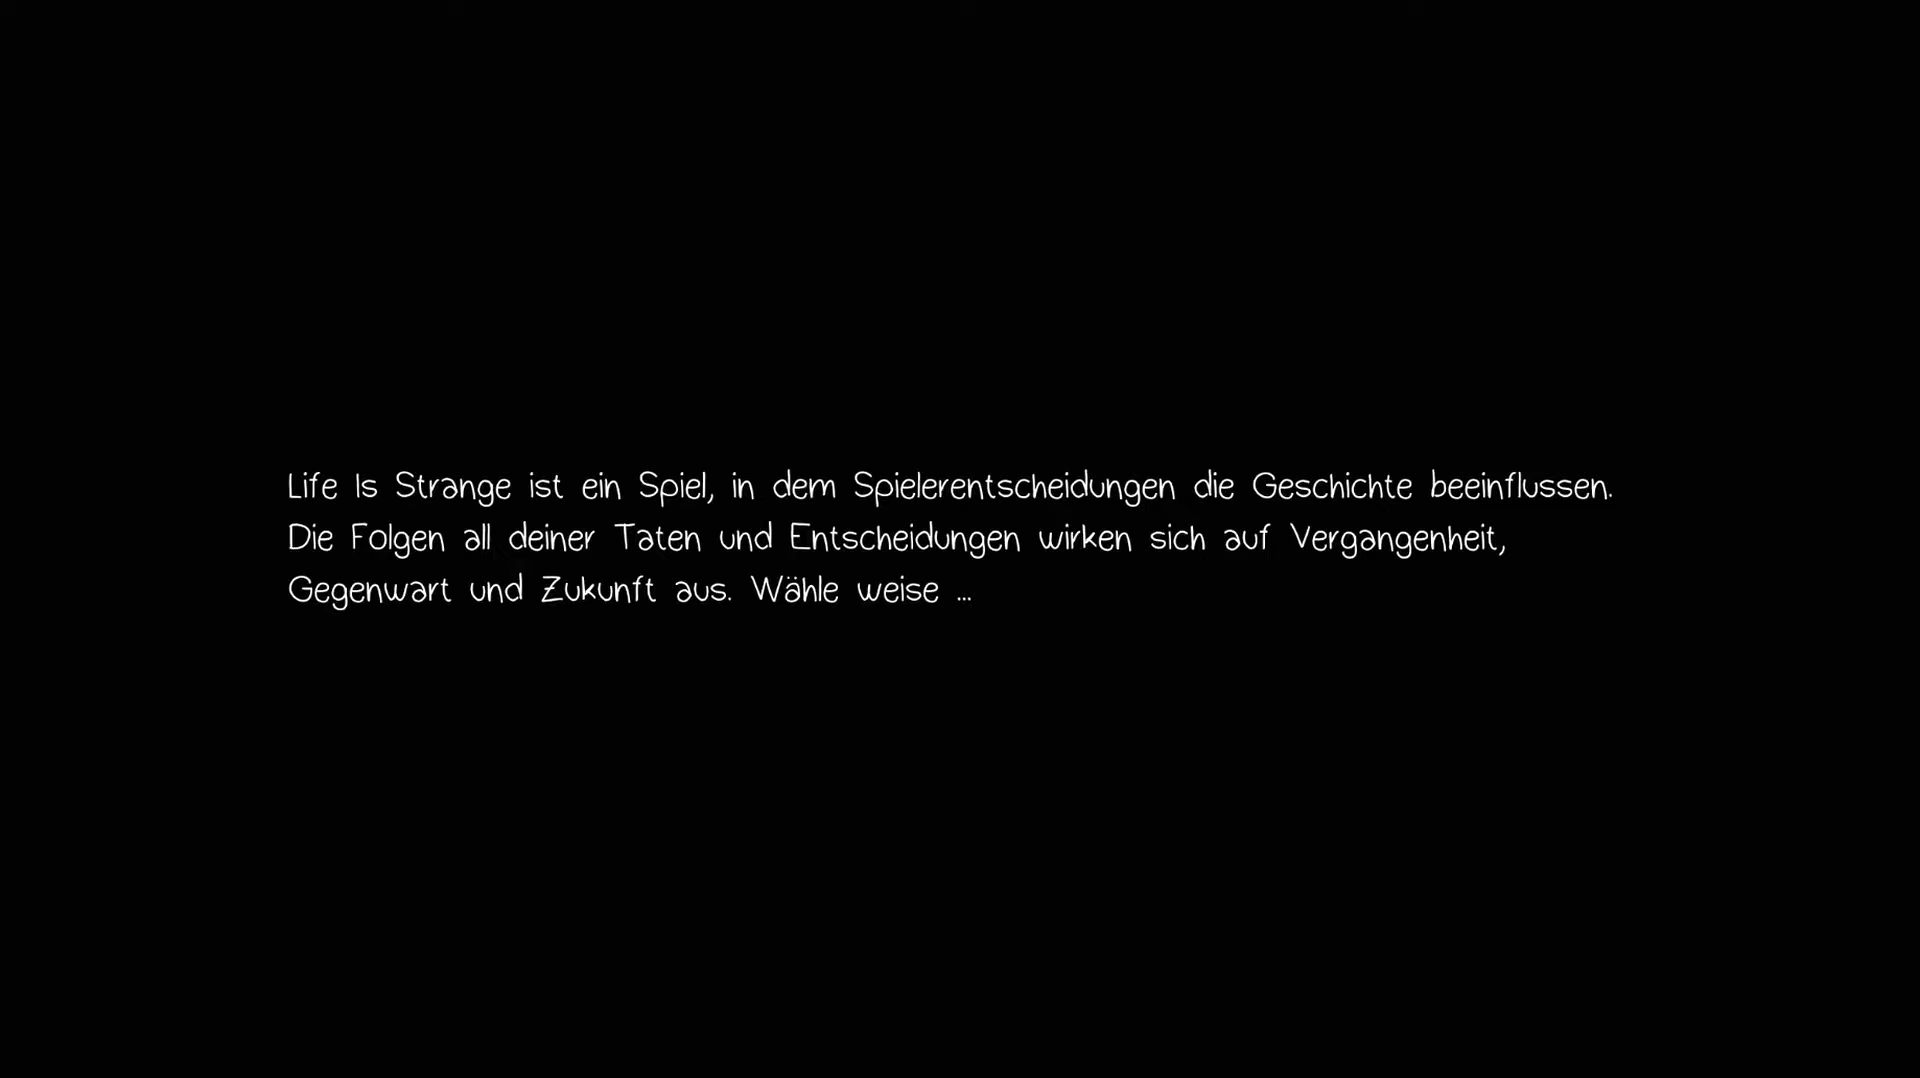 Life Is Strange ist ein Spiel, in dem Spielerentscheidungen die Geschichte beeinflussen.
Die Folgen all deiner Taten und Entscheidungen wirken sich auf Vergangenheit,
Gegenwart und Zukunft aus. Wähle weise ...